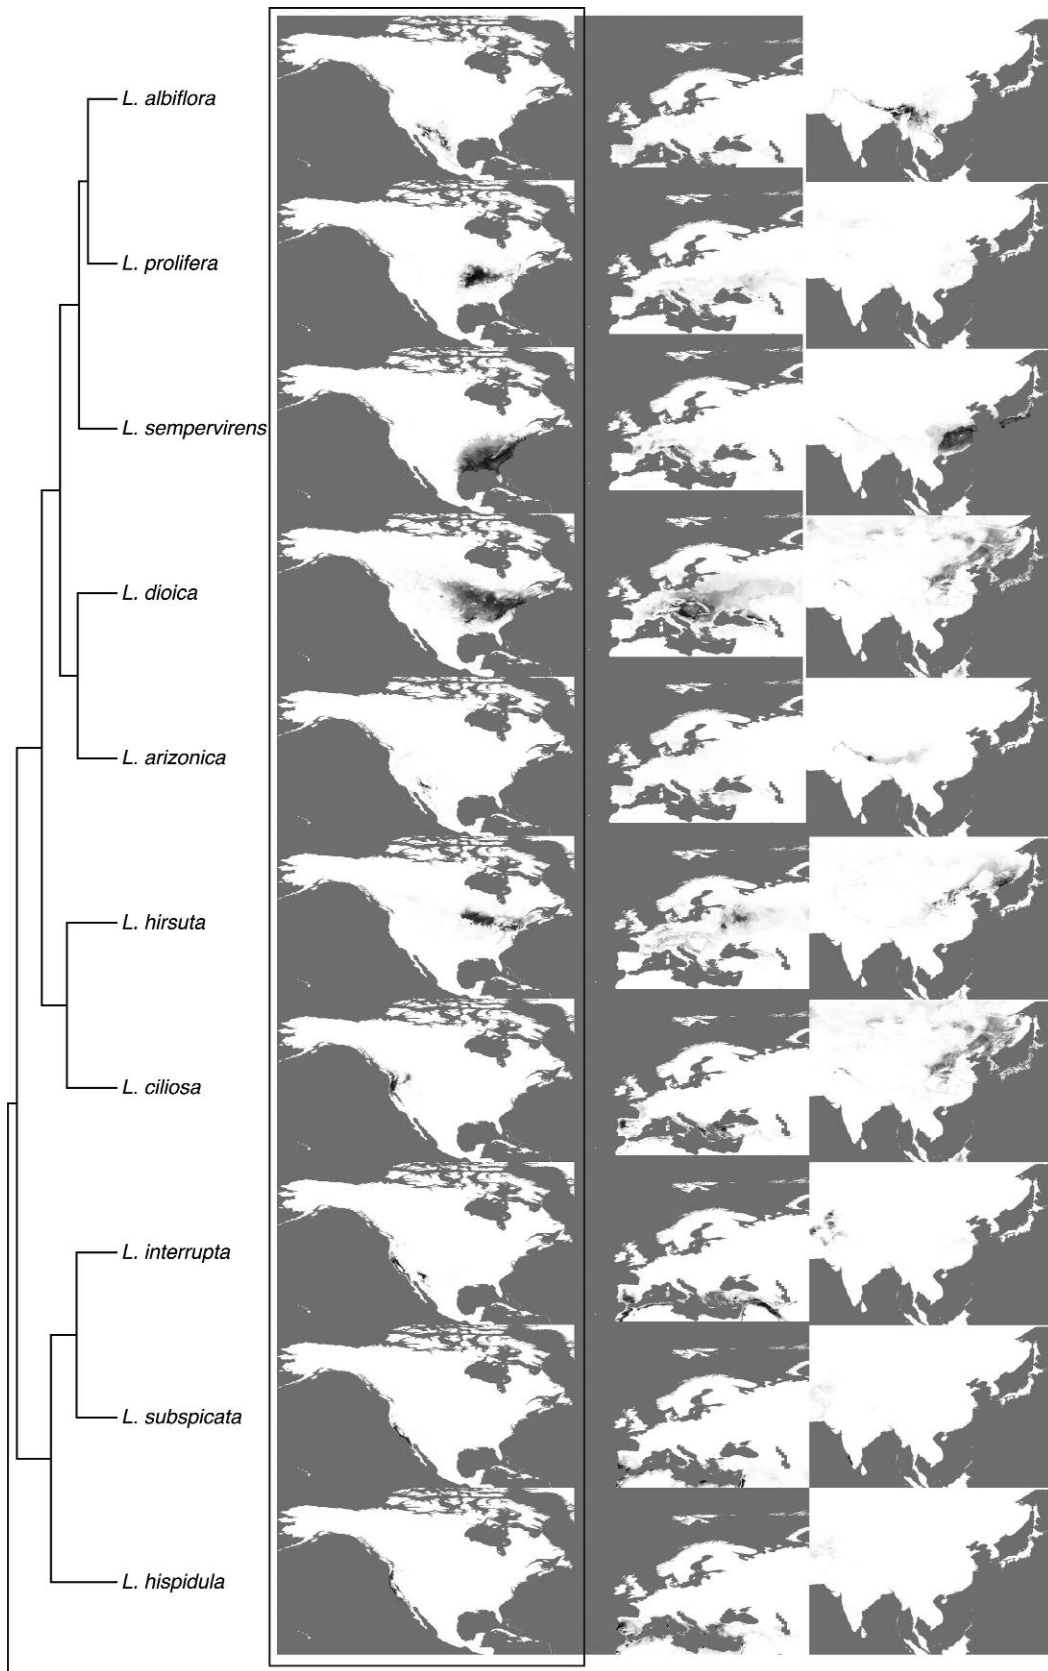 L. albiflora
L. prolifera
L. sempervirens
L. dioica
L. arizonica
L. hirsuta
L. ciliosa
L. interrupta
L. subspicata
L. hispidula